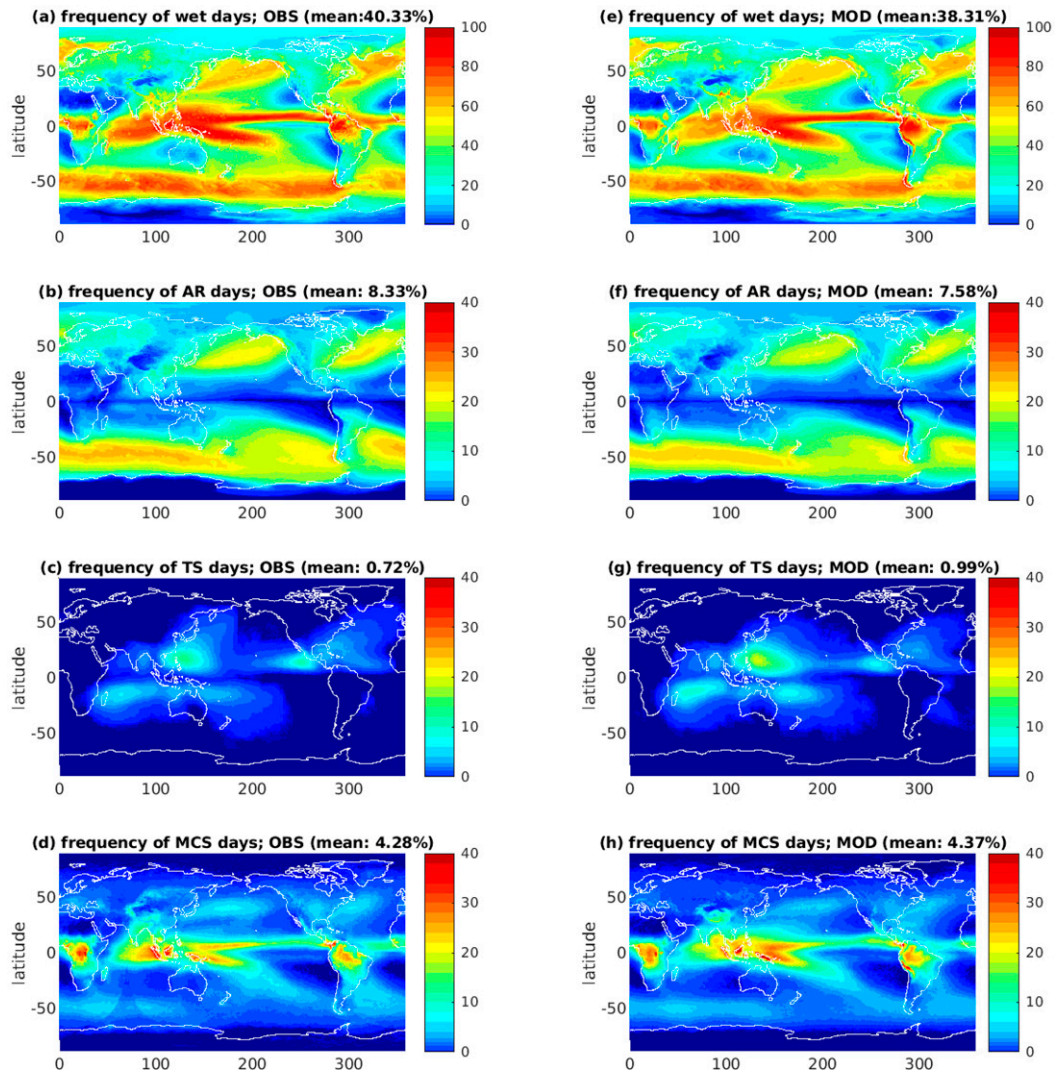 (a) frequency of wet days; OBS (mean:40.33%)
latitude
50
0
-50
0 100 200 300
100
80
60
40
20
0
(e) frequency of wet days; MOD (mean:38.31%)
latitude
50
0
-50
0 100 200 300
100
80
60
40
20
0
(b) frequency of AR days; OBS (mean: 8.33%)
latitude
50
0
-50
0 100 200 300
40
30
20
10
0
(f) frequency of AR days; MOD (mean: 7.58%)
latitude
50
0
-50
0 100 200 300
40
30
20
10
0
(c) frequency of TS days; OBS (mean: 0.72%)
latitude
50
0
-50
0 100 200 300
40
30
20
10
0
(g) frequency of TS days; MOD (mean: 0.99%)
latitude
50
0
-50
0 100 200 300
40
30
20
10
0
(d) frequency of MCS days; OBS (mean: 4.28%)
latitude
50
0
-50
0 100 200 300
40
30
20
10
0
(h) frequency of MCS days; MOD (mean: 4.37%)
latitude
50
0
-50
0 100 200 300
40
30
20
10
0